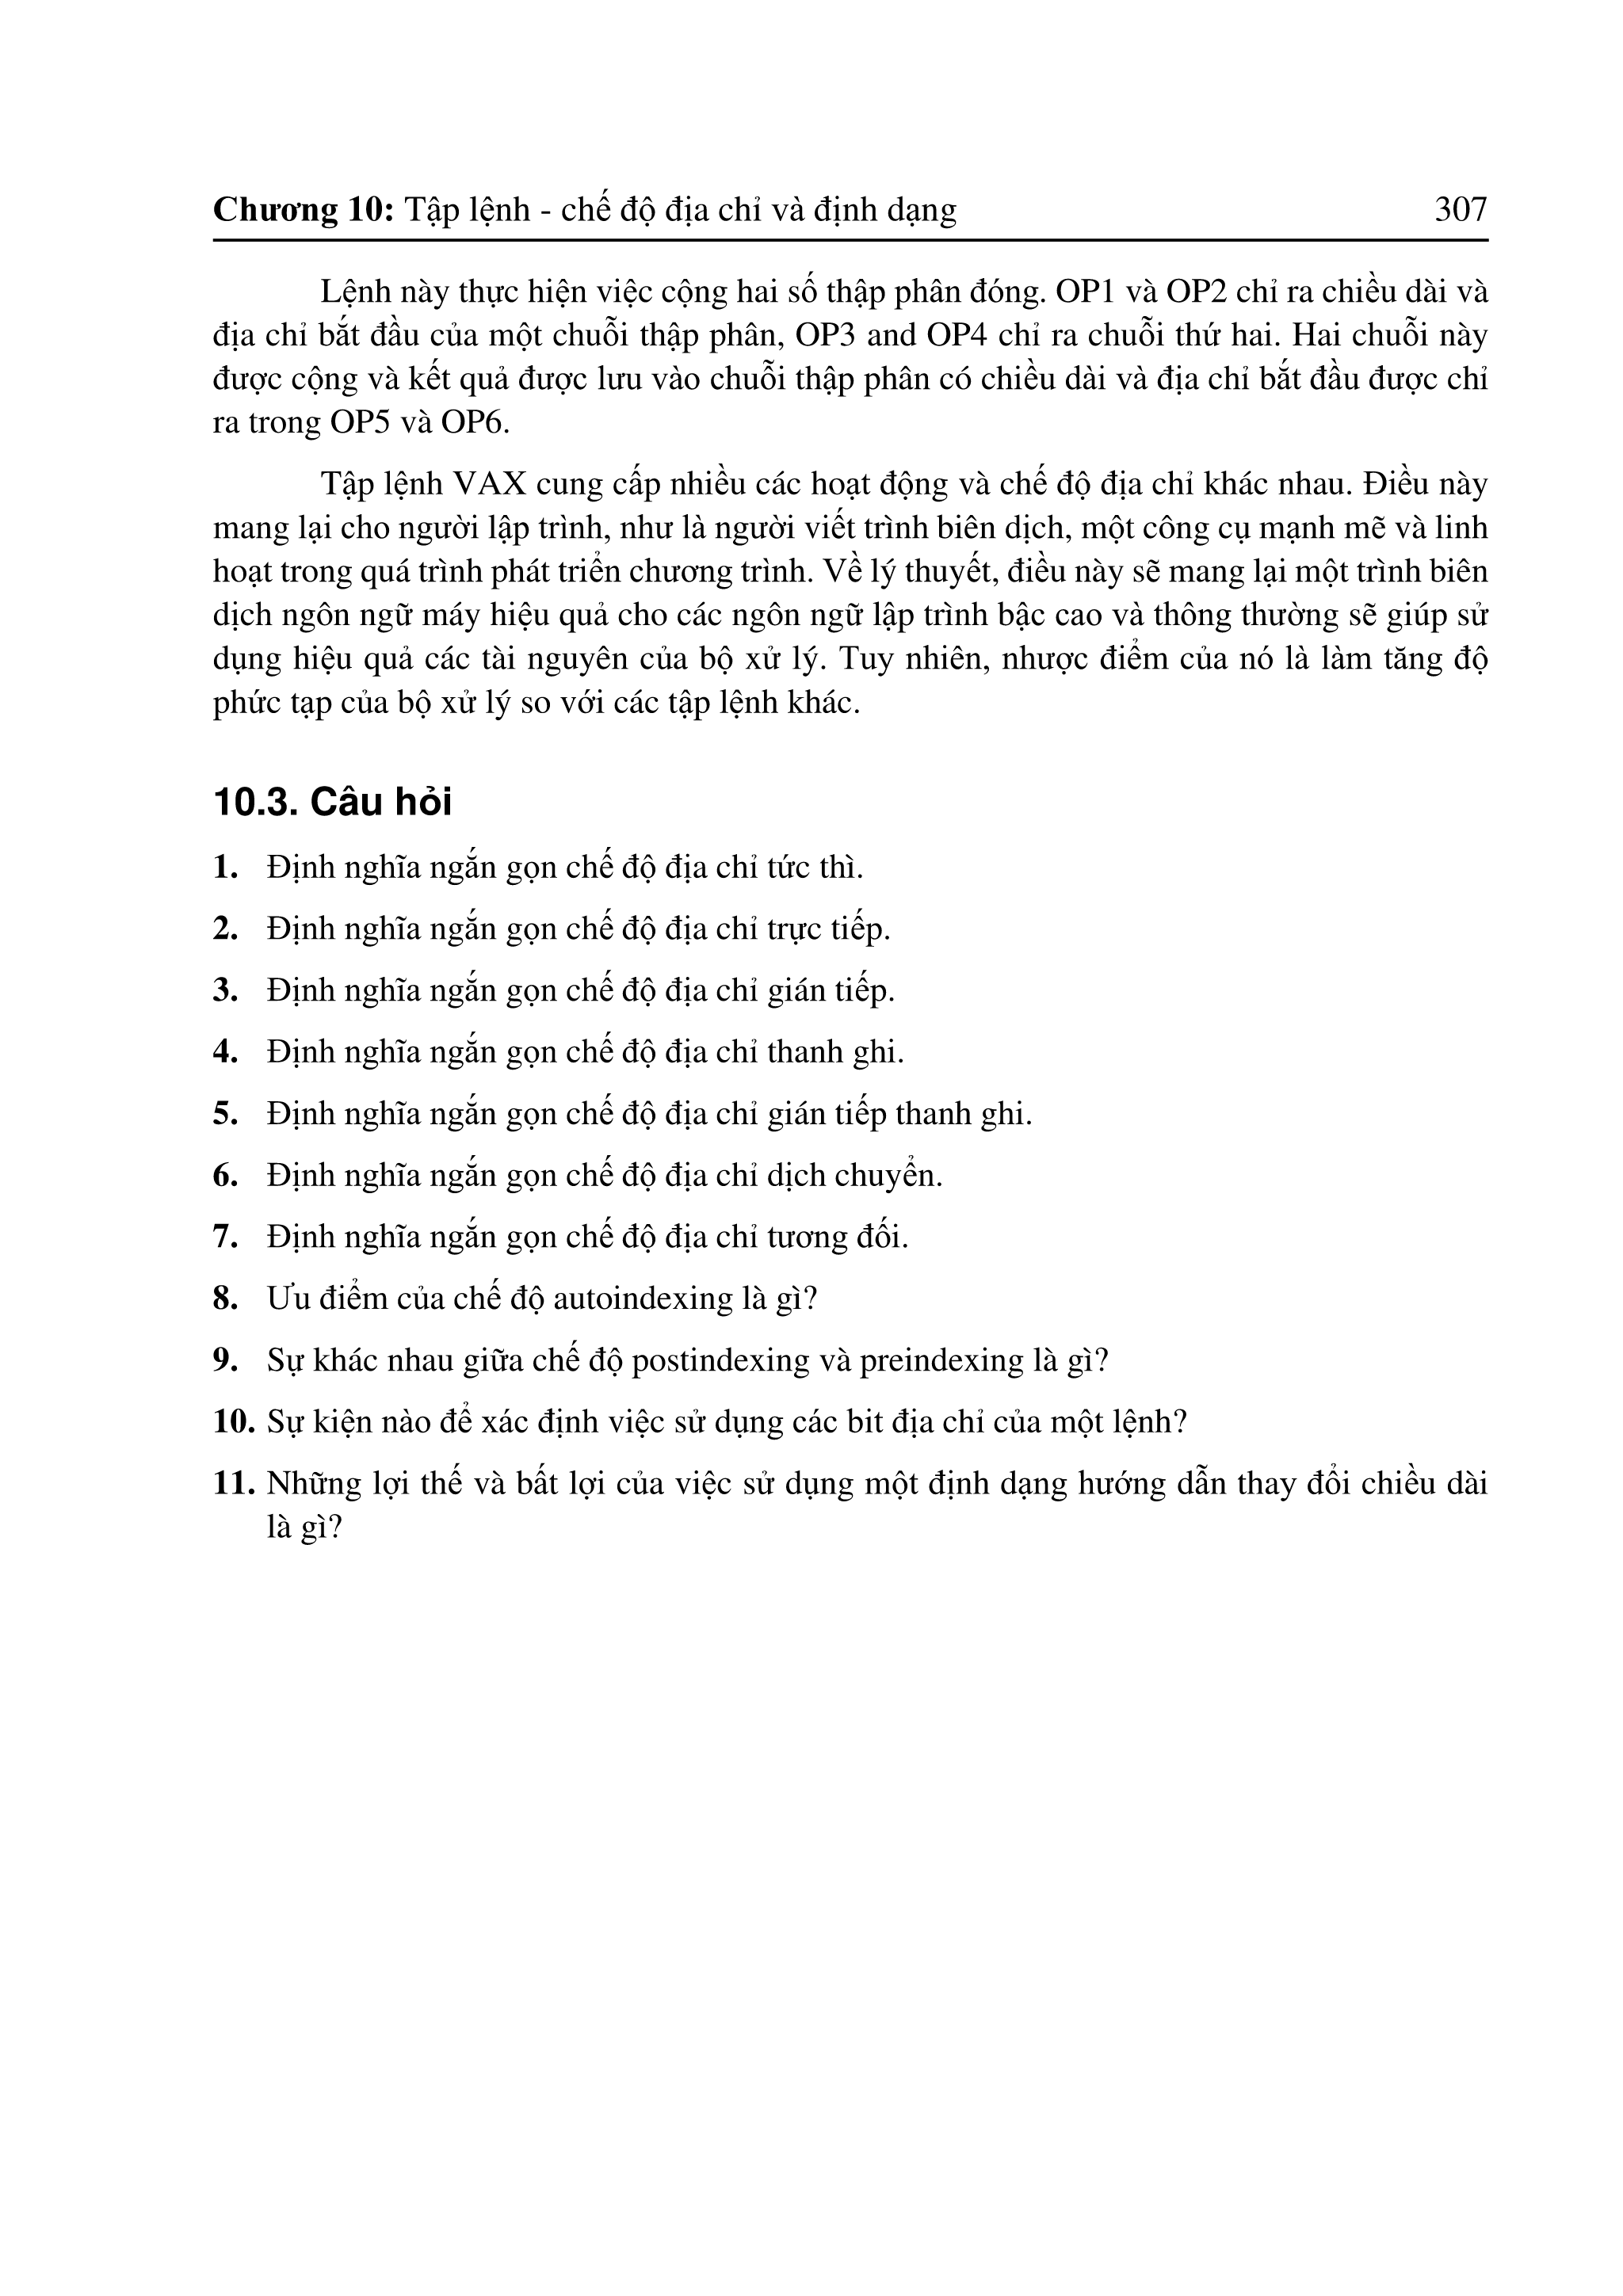 Chương 10: Tập lệnh - chế độ địa chỉ và định dạng 307
Lệnh này thực hiện việc cộng hai số thập phân đóng. OP1 và OP2 chỉ ra chiều dài và
địa chỉ bắt đầu của một chuỗi thập phân, OP3 and OP4 chỉ ra chuỗi thứ hai. Hai chuỗi này
được cộng và kết quả được lưu vào chuỗi thập phân có chiều dài và địa chỉ bắt đầu được chỉ
ra trong OP5 và OP6.
Tập lệnh VAX cung cấp nhiều các hoạt động và chế độ địa chỉ khác nhau. Điều này
mang lại cho người lập trình, như là người viết trình biên dịch, một công cụ mạnh mẽ và linh
hoạt trong quá trình phát triển chương trình. Về lý thuyết, điều này sẽ mang lại một trình biên
dịch ngôn ngữ máy hiệu quả cho các ngôn ngữ lập trình bậc cao và thông thường sẽ giúp sử
dụng hiệu quả các tài nguyên của bộ xử lý. Tuy nhiên, nhược điểm của nó là làm tăng độ
phức tạp của bộ xử lý so với các tập lệnh khác.
10.3. Câu hỏi
1. Định nghĩa ngắn gọn chế độ địa chỉ tức thì.
2. Định nghĩa ngắn gọn chế độ địa chỉ trực tiếp.
3. Định nghĩa ngắn gọn chế độ địa chỉ gián tiếp.
4. Định nghĩa ngắn gọn chế độ địa chỉ thanh ghi.
5. Định nghĩa ngắn gọn chế độ địa chỉ gián tiếp thanh ghi.
6. Định nghĩa ngắn gọn chế độ địa chỉ dịch chuyển.
7. Định nghĩa ngắn gọn chế độ địa chỉ tương đối.
8. Ưu điểm của chế độ autoindexing là gì?
9. Sự khác nhau giữa chế độ postindexing và preindexing là gì?
10. Sự kiện nào để xác định việc sử dụng các bit địa chỉ của một lệnh?
11. Những lợi thế và bất lợi của việc sử dụng một định dạng hướng dẫn thay đổi chiều dài
là gì?